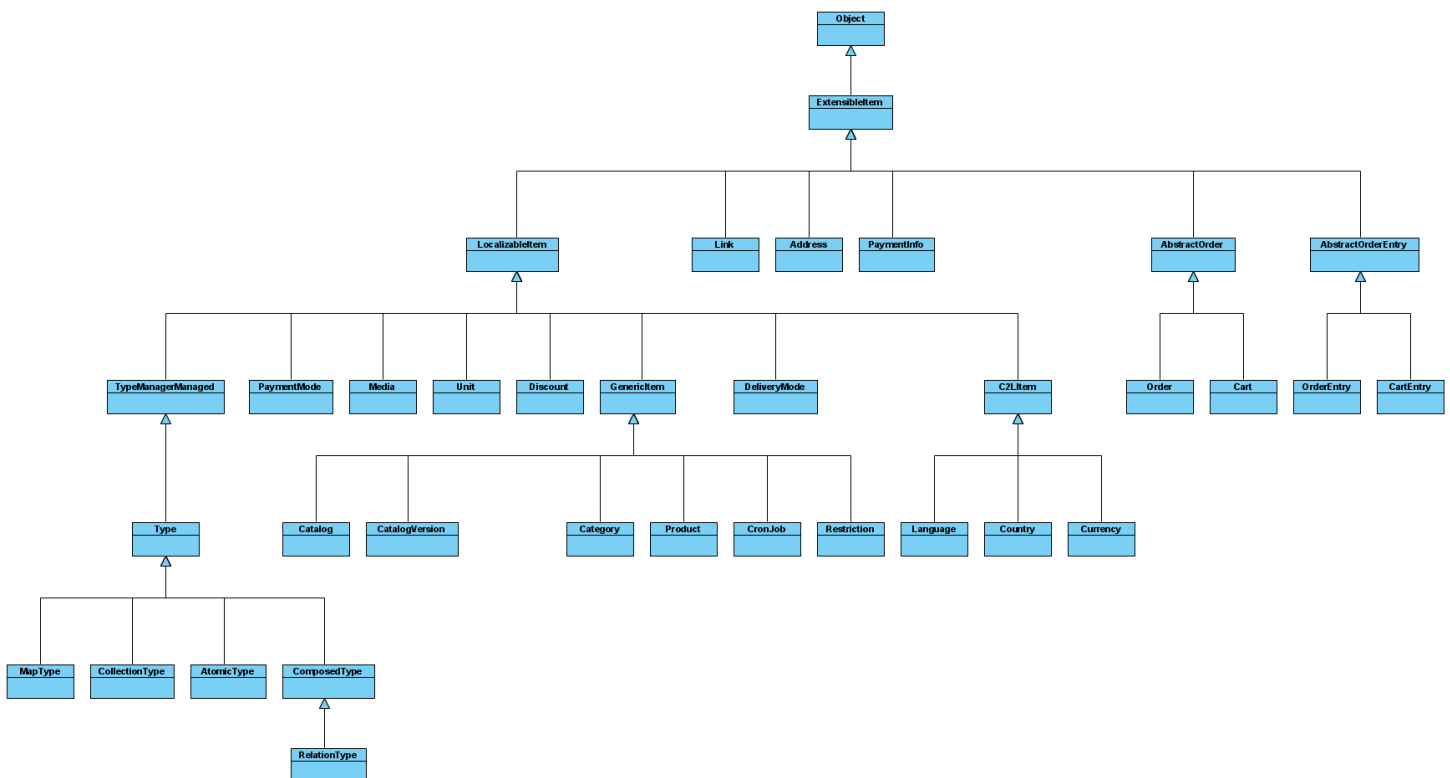 Object
ExtensibleItem
LocalizableItem
Link
Address
PaymentInfo
AbstractOrder
AbstractOrderEntry
TypeManagerManaged
PaymentMode
Media
Unit
Discount
GenericItem
DeliveryMode
C2LItem
Order
Cart
OrderEntry
CartEntry
Type
Catalog
CatalogVersion
Category
Product
CronJob
Restriction
Language
Country
Currency
MapType
CollectionType
AtomicType
ComposedType
RelationType